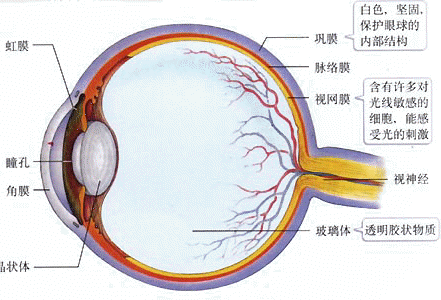 虹膜
瞳孔
角膜
晶状体
巩膜
白色，坚固，
保护眼球的
内部结构
脉络膜
视网膜
含有许多对
光线敏感的
细胞，能感
受光的刺激
视神经
玻璃体
透明胶状物质